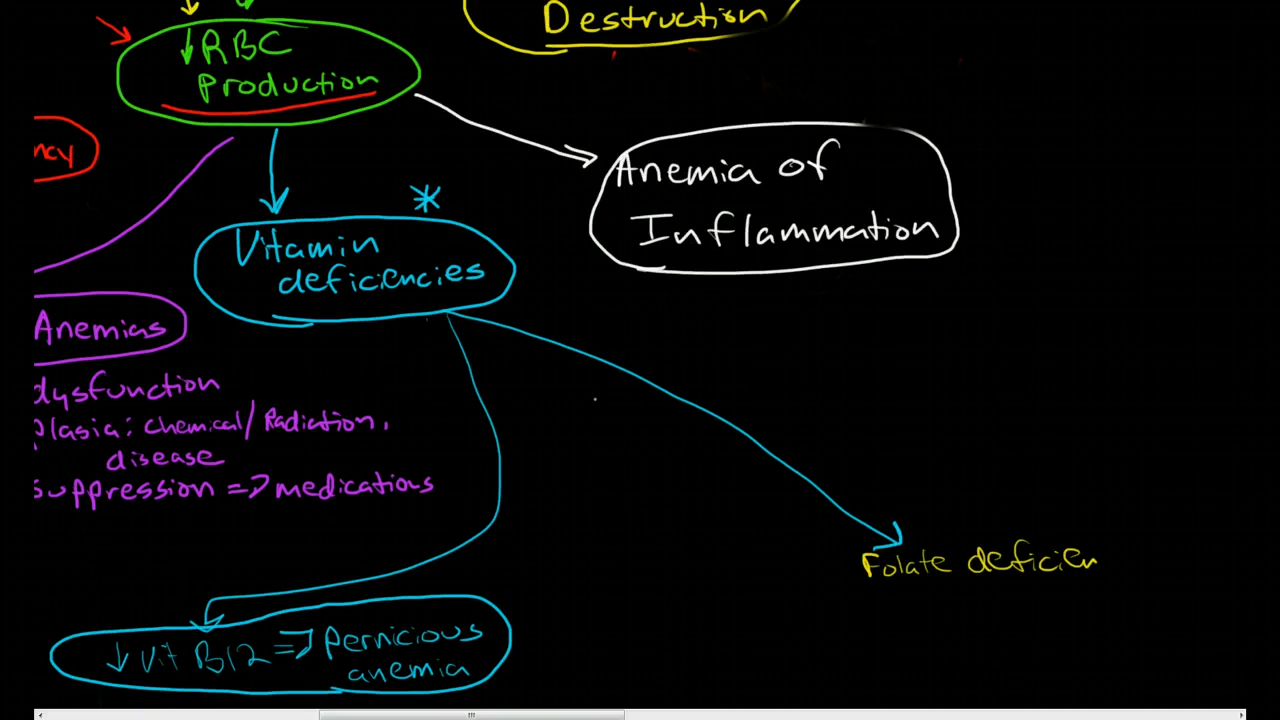 Destruction
↓RBC
Production
ncy
Anemia of
Inflammation
*
Vitamin
deficiencies
Anemias
dysfunction
plasia: chemical/Radiation,
disease
suppression => medications
Folate deficien
↓ Vit B12 => Pernicious
anemia